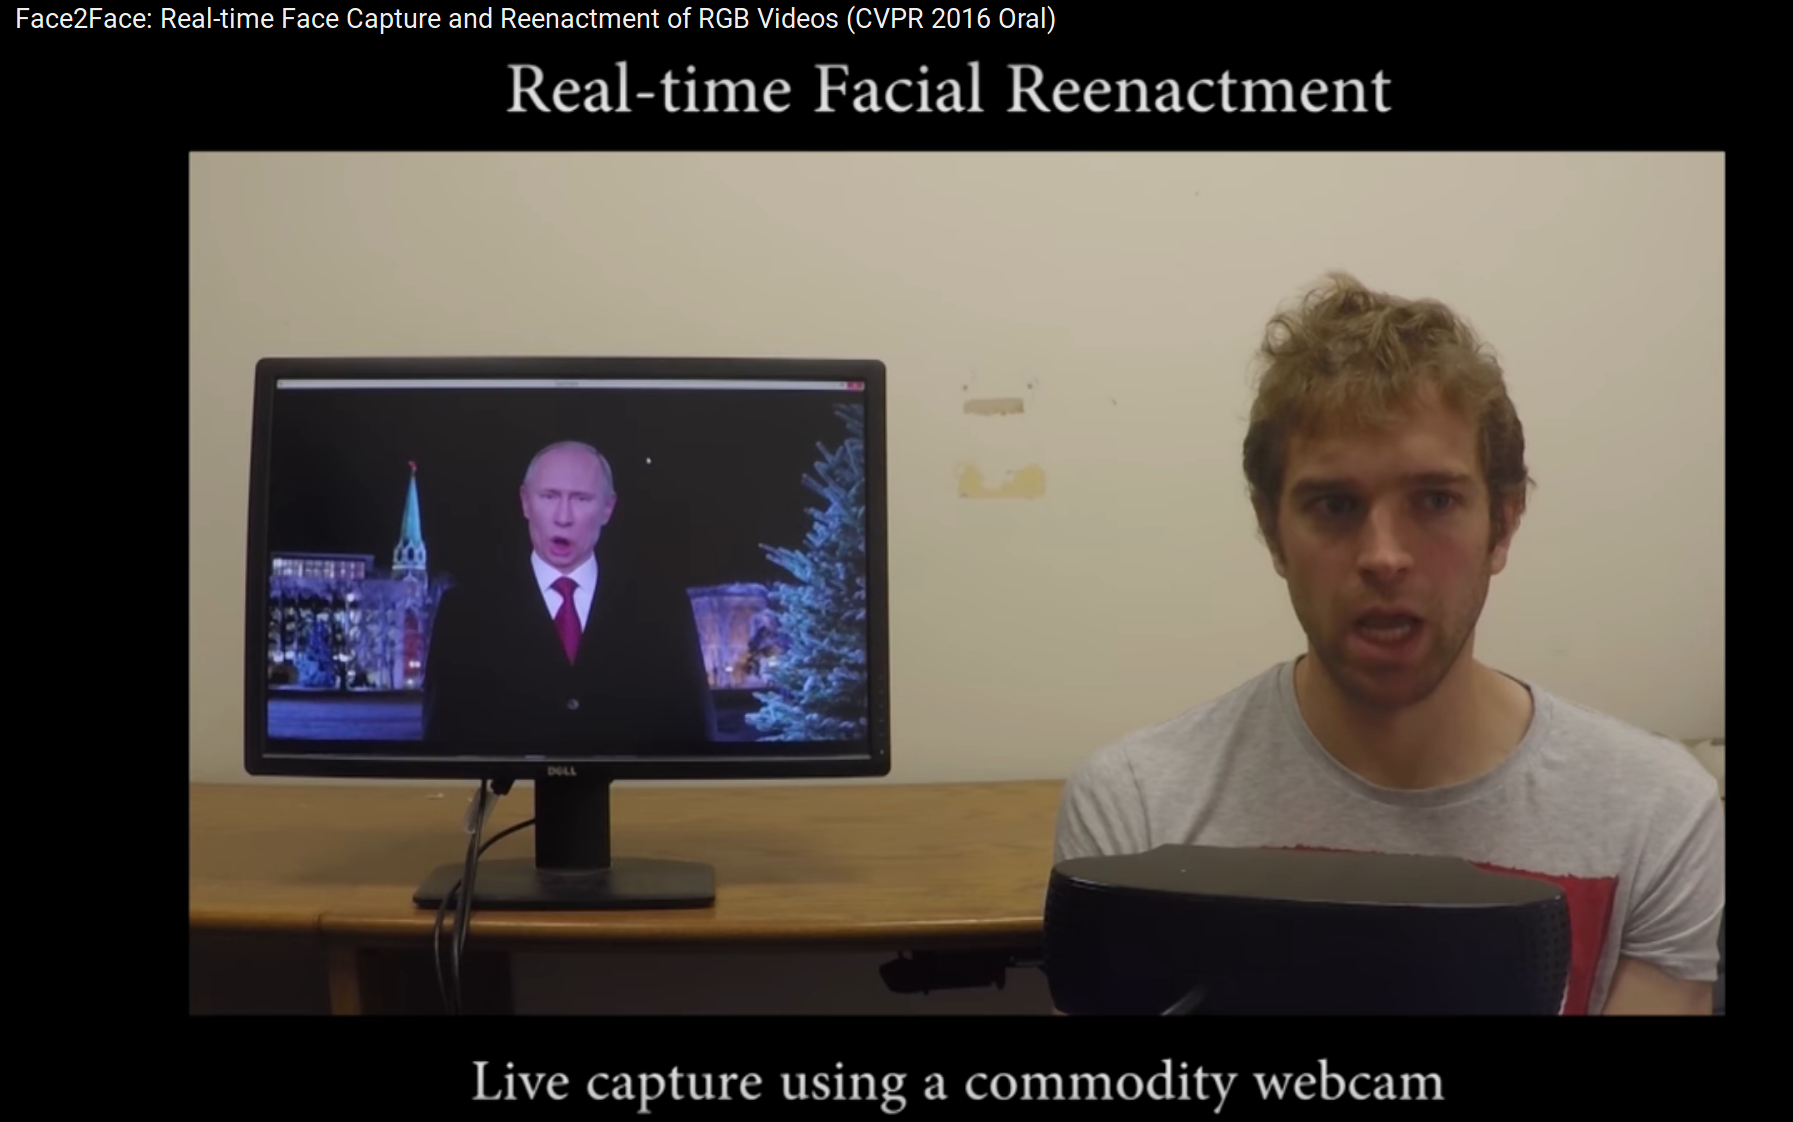 Face2Face: Real-time Face Capture and Reenactment of RGB Videos (CVPR 2016 Oral)
Real-time Facial Reenactment
DELL
Live capture using a commodity webcam